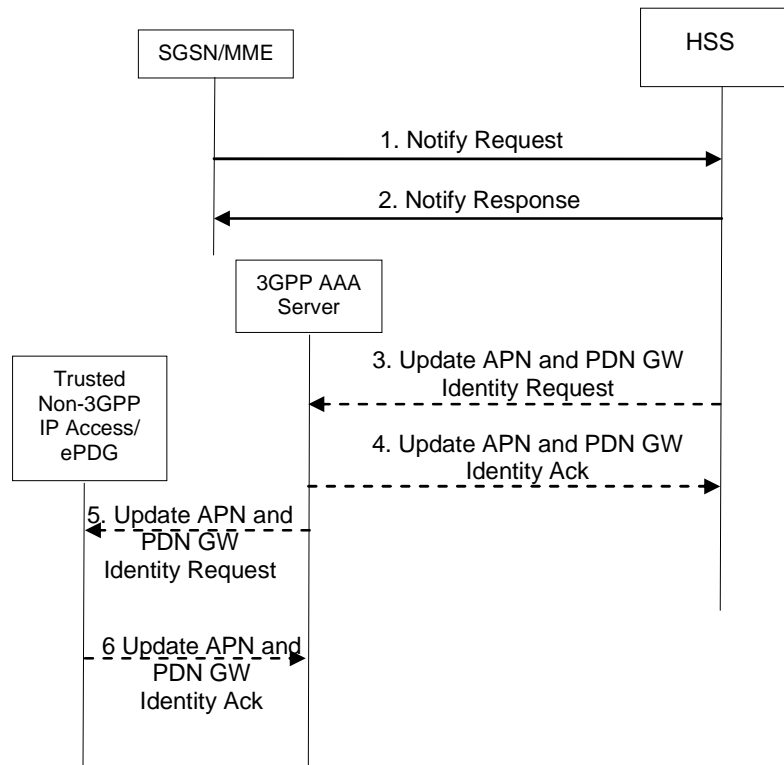 SGSN/MME
HSS
1. Notify Request
2. Notify Response
3GPP AAA
Server
3. Update APN and PDN GW
Identity Request
Trusted
Non-3GPP
IP Access/
ePDG
4. Update APN and PDN GW
Identity Ack
5. Update APN and
PDN GW
Identity Request
6 Update APN and
PDN GW
Identity Ack